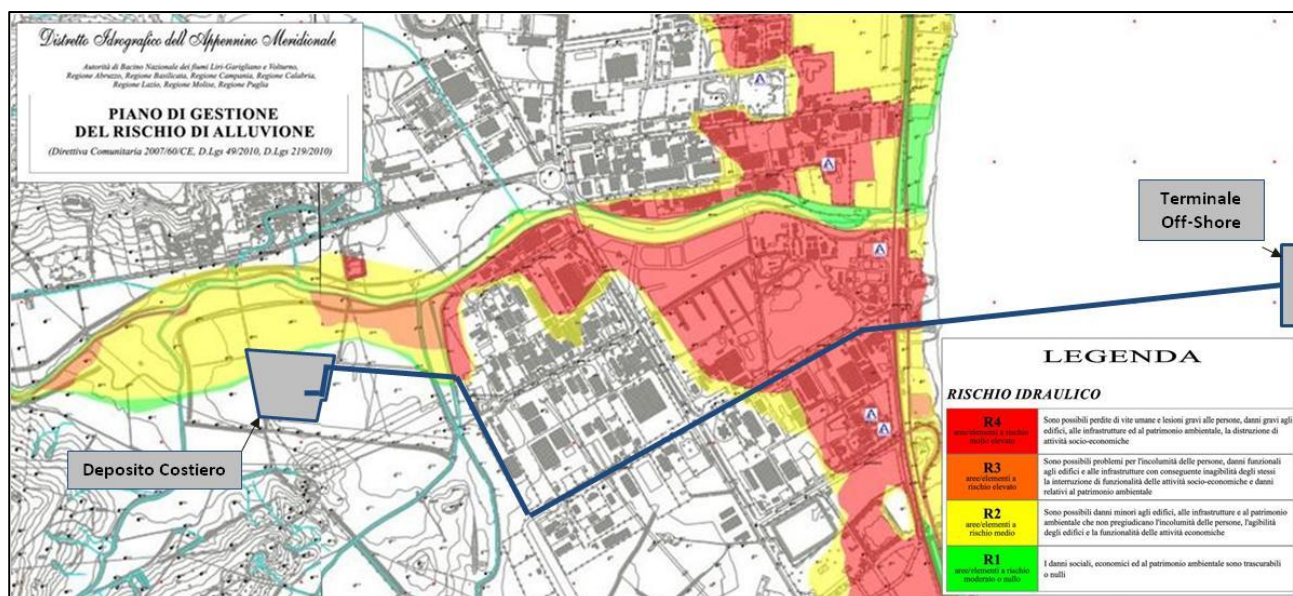 Distretto Idrografico dell'Appennino Meridionale
Autorità di Bacino Nazionale dei fiumi Liri-Garigliano e Volturno,
Regione Abruzzo, Regione Basilicata, Regione Campania, Regione Calabria,
Regione Lazio, Regione Molise, Regione Puglia
PIANO DI GESTIONE
DEL RISCHIO DI ALLUVIONE
(Direttiva Comunitaria 2007/60/CE, D.Lgs 49/2010, D.Lgs 219/2010)
Terminale
Off-Shore
Deposito Costiero
LEGENDA
RISCHIO IDRAULICO
R4
aree/elementi a rischio
molto elevato
Sono possibili perdite di vite umane e lesioni gravi alle persone, danni gravi agli
edifici, alle infrastrutture ed al patrimonio ambientale, la distruzione di
attività socio-economiche
R3
aree/elementi a
rischio elevato
Sono possibili problemi per l'incolumità delle persone, danni funzionali
agli edifici e alle infrastrutture con conseguente inagibilità degli stessi
la interruzione di funzionalità delle attività socio-economiche e danni
relativi al patrimonio ambientale
R2
aree/elementi a
rischio medio
Sono possibili danni minori agli edifici, alle infrastrutture e al patrimonio
ambientale che non pregiudicano l'incolumità delle persone, l'agibilità
degli edifici e la funzionalità delle attività economiche
R1
aree/elementi a rischio
moderato o nullo
I danni sociali, economici ed al patrimonio ambientale sono trascurabili
o nulli